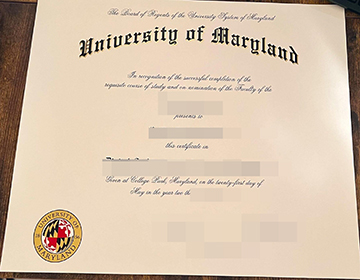 The Board of Regents of the University System of Maryland
University of Maryland
In recognition of the successful completion of the
requisite course of study and on nomination of the Faculty of the
presents to
this certificate in
Given at College Park, Maryland, on the twenty-first day of
May in the year two th
UNIVERSITY OF
MARYLAND